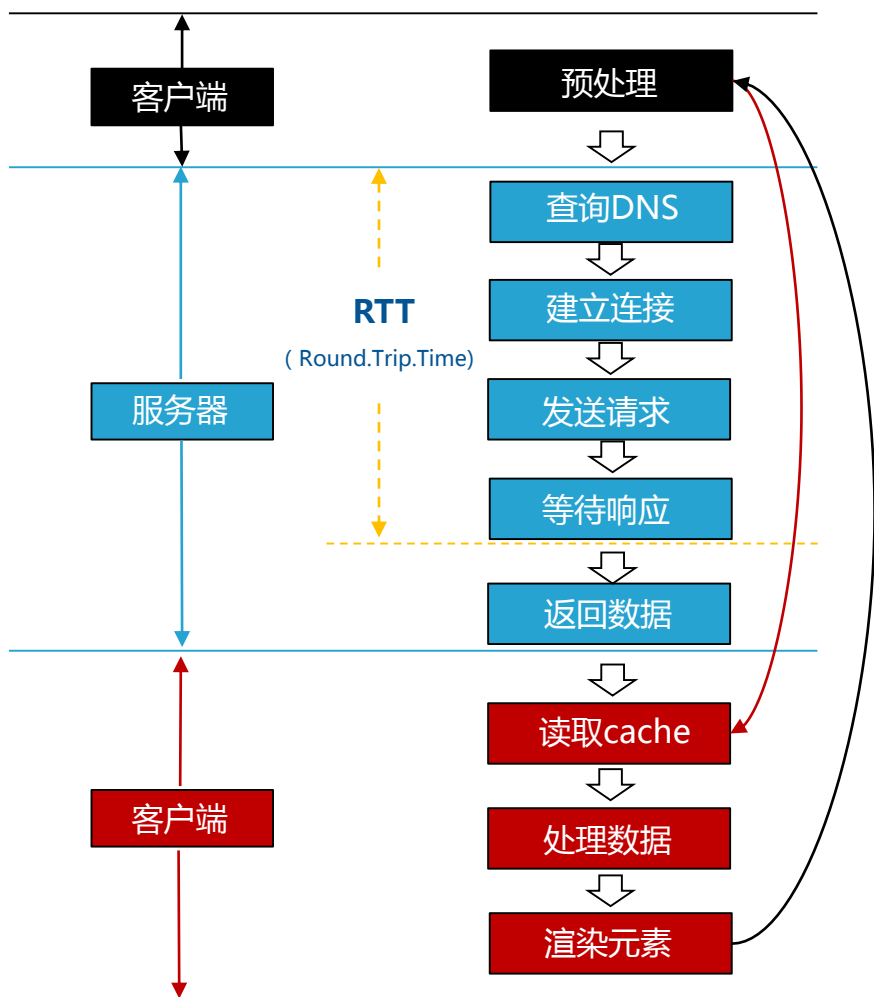 客户端
预处理
查询DNS
建立连接
RTT
( Round.Trip.Time)
服务器
发送请求
等待响应
返回数据
读取cache
客户端
处理数据
渲染元素